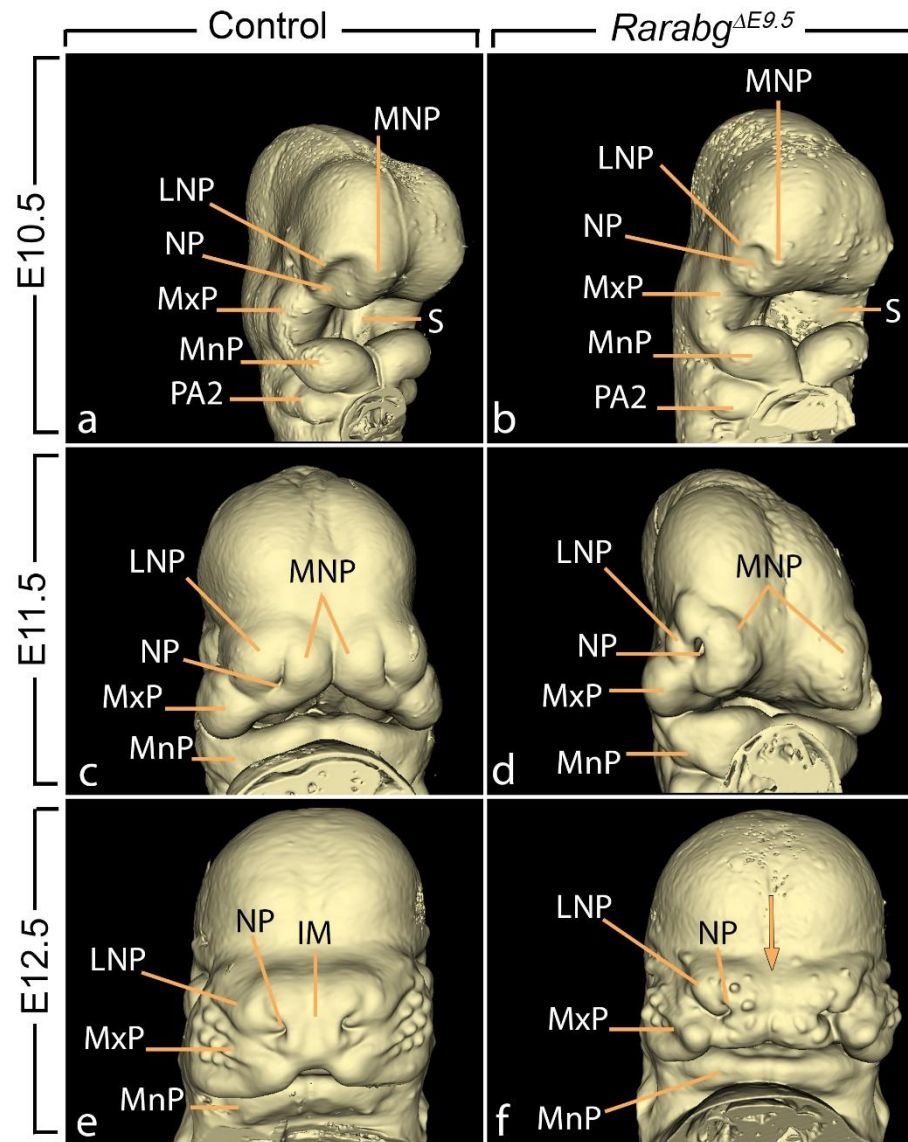 Control
Rarabg^ΔE9.5
E10.5
MNP
LNP
NP
MxP
S
MnP
PA2
a
MNP
LNP
NP
MxP
S
MnP
PA2
b
E11.5
LNP
MNP
NP
MxP
MnP
c
LNP
MNP
NP
MxP
MnP
d
E12.5
NP
IM
LNP
MxP
MnP
e
LNP
NP
MxP
MnP
f